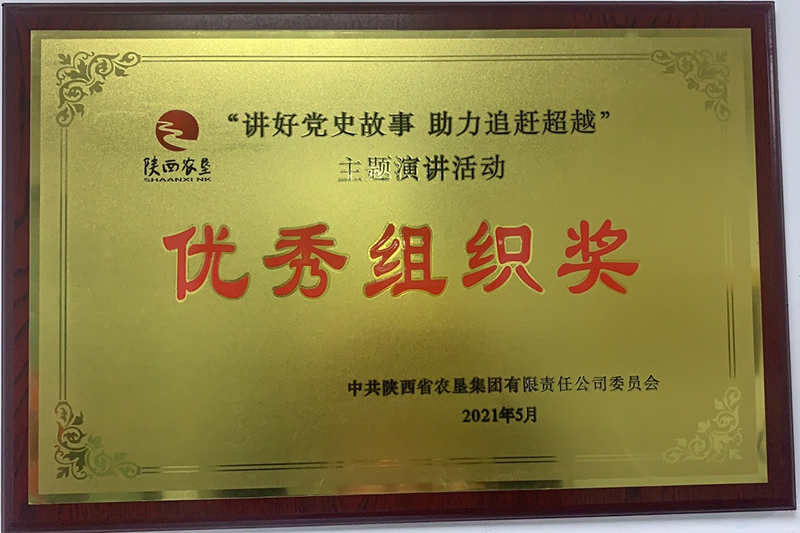 “讲好党史故事 助力追赶超越”
陕西农垦
SHAANXI NK
主题演讲活动
优秀组织奖
中共陕西省农垦集团有限责任公司委员会
2021年5月